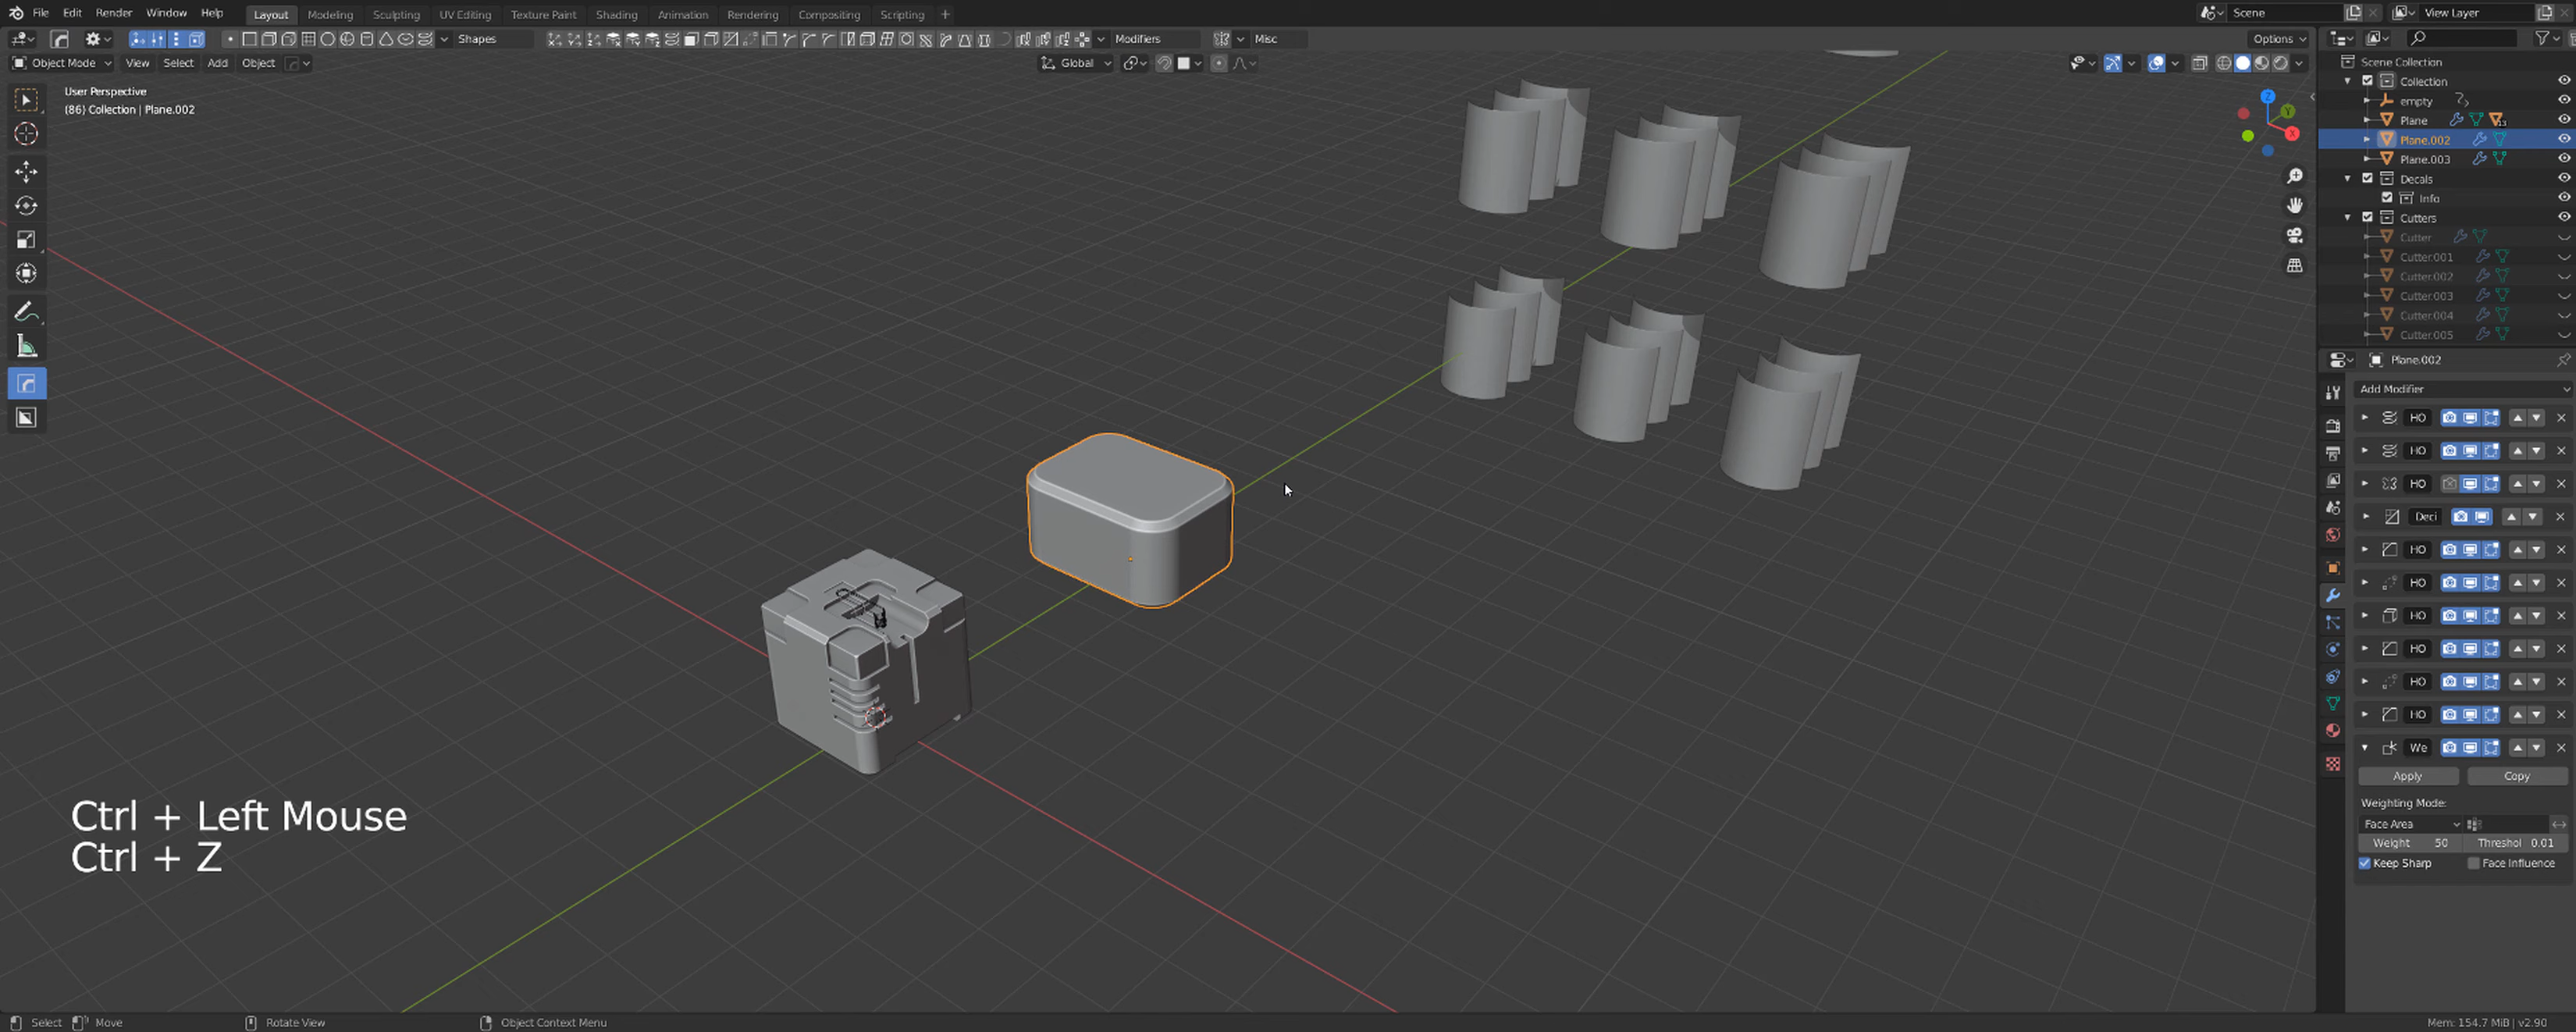 File Edit Render Window Help Layout Modeling Sculpting UV Editing Texture Paint Shading Animation Rendering Compositing Scripting + Scene View Layer
Shapes Modifiers Misc Options
Object Mode View Select Add Object Global
User Perspective
(86) Collection | Plane.002
Scene Collection
Collection
empty
Plane
Plane.002
Plane.003
Decals
Info
Cutters
Cutter
Cutter.001
Cutter.002
Cutter.003
Cutter.004
Cutter.005
Plane.002
Add Modifier
HO
HO
HO
Deci
HO
HO
HO
HO
HO
HO
We
Apply Copy
Weighting Mode:
Face Area
Weight 50 Threshol 0.01
Keep Sharp Face Influence
Ctrl + Left Mouse
Ctrl + Z
Select Move Rotate View Object Context Menu Mem: 154.7 MiB | v2.90